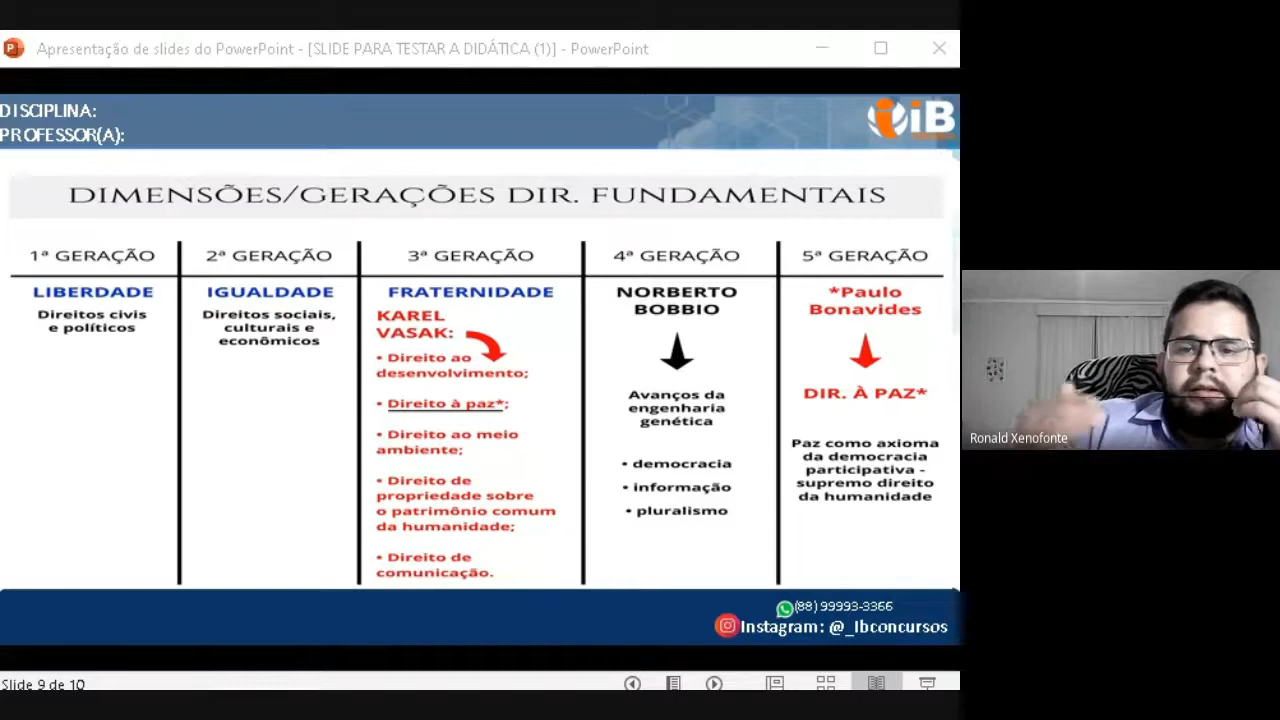 Apresentação de slides do PowerPoint - [SLIDE PARA TESTAR A DIDÁTICA (1)] - PowerPoint
DISCIPLINA:
PROFESSOR(A):
iB
DIMENSÕES/GERAÇÕES DIR. FUNDAMENTAIS
1ª GERAÇÃO
LIBERDADE
Direitos civis
e políticos
2ª GERAÇÃO
IGUALDADE
Direitos sociais,
culturais e
econômicos
3ª GERAÇÃO
FRATERNIDADE
KAREL
VASAK:
• Direito ao
desenvolvimento;
• Direito à paz*;
• Direito ao meio
ambiente;
• Direito de
propriedade sobre
o patrimônio comum
da humanidade;
• Direito de
comunicação.
4ª GERAÇÃO
NORBERTO
BOBBIO
Avanços da
engenharia
genética
• democracia
• informação
• pluralismo
5ª GERAÇÃO
*Paulo
Bonavides
DIR. À PAZ*
Paz como axioma
da democracia
participativa -
supremo direito
da humanidade
(88) 99993-3366
Instagram: @_Ibconcursos
Slide 9 de 10
Ronald Xenofonte